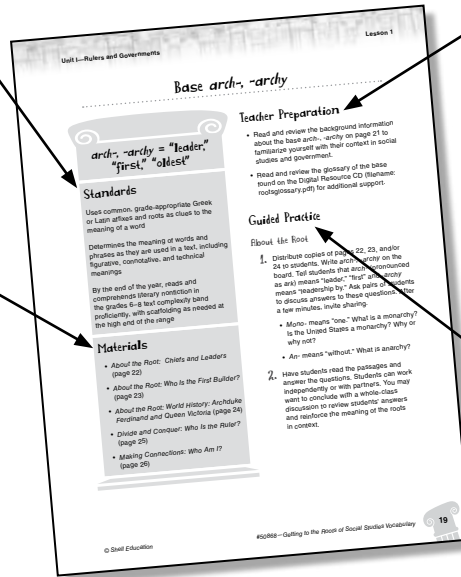 Unit I—Rulers and Governments
Lesson 1
Base arch-, -archy
arch-, -archy = "leader,"
"first," "oldest"
Standards
Uses common, grade-appropriate Greek
or Latin affixes and roots as clues to the
meaning of a word
Determines the meaning of words and
phrases as they are used in a text, including
figurative, connotative, and technical
meanings
By the end of the year, reads and
comprehends literary nonfiction in
the grades 6–8 text complexity band
proficiently, with scaffolding as needed at
the high end of the range
Materials
• About the Root: Chiefs and Leaders
(page 22)
• About the Root: Who Is the First Builder?
(page 23)
• About the Root: World History: Archduke
Ferdinand and Queen Victoria (page 24)
• Divide and Conquer: Who Is the Ruler?
(page 25)
• Making Connections: Who Am I?
(page 26)
Teacher Preparation
• Read and review the background information
about the base arch-, -archy on page 21 to
familiarize yourself with their context in social
studies and government.
• Read and review the glossary of the base
found on the Digital Resource CD (filename:
rootsglossary.pdf) for additional support.
Guided Practice
About the Root
1. Distribute copies of pages 22, 23, and/or
24 to students. Write arch-, -archy on the
board. Tell students that arch- (pronounced
as ark) means "leader," "first" and -archy
means "leadership by." Ask pairs of students
to discuss answers to these questions. After
a few minutes, invite sharing.
• Mono- means "one." What is a monarchy?
Is the United States a monarchy? Why or
why not?
• An- means "without." What is anarchy?
2. Have students read the passages and
answer the questions. Students can work
independently or with partners. You may
want to conclude with a whole-class
discussion to review students' answers
and reinforce the meaning of the roots
in context.
© Shell Education
#50868—Getting to the Roots of Social Studies Vocabulary
19